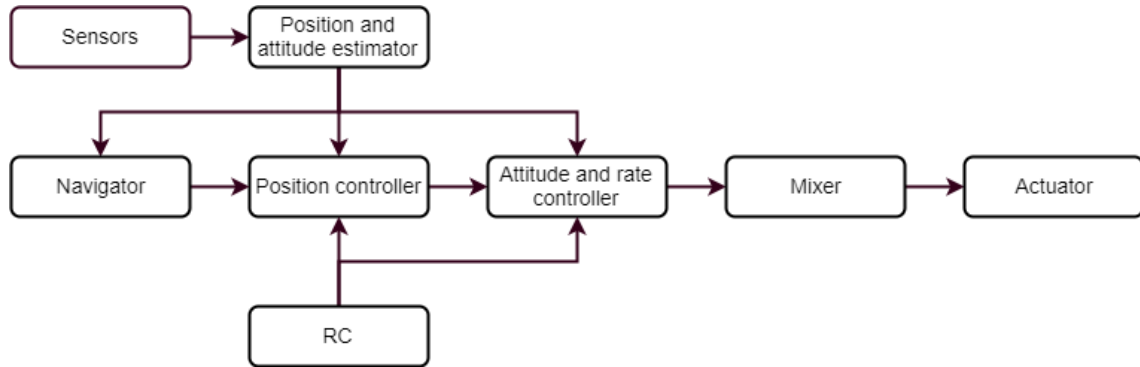 Sensors
Position and
attitude estimator
Navigator
Position controller
Attitude and rate
controller
Mixer
Actuator
RC